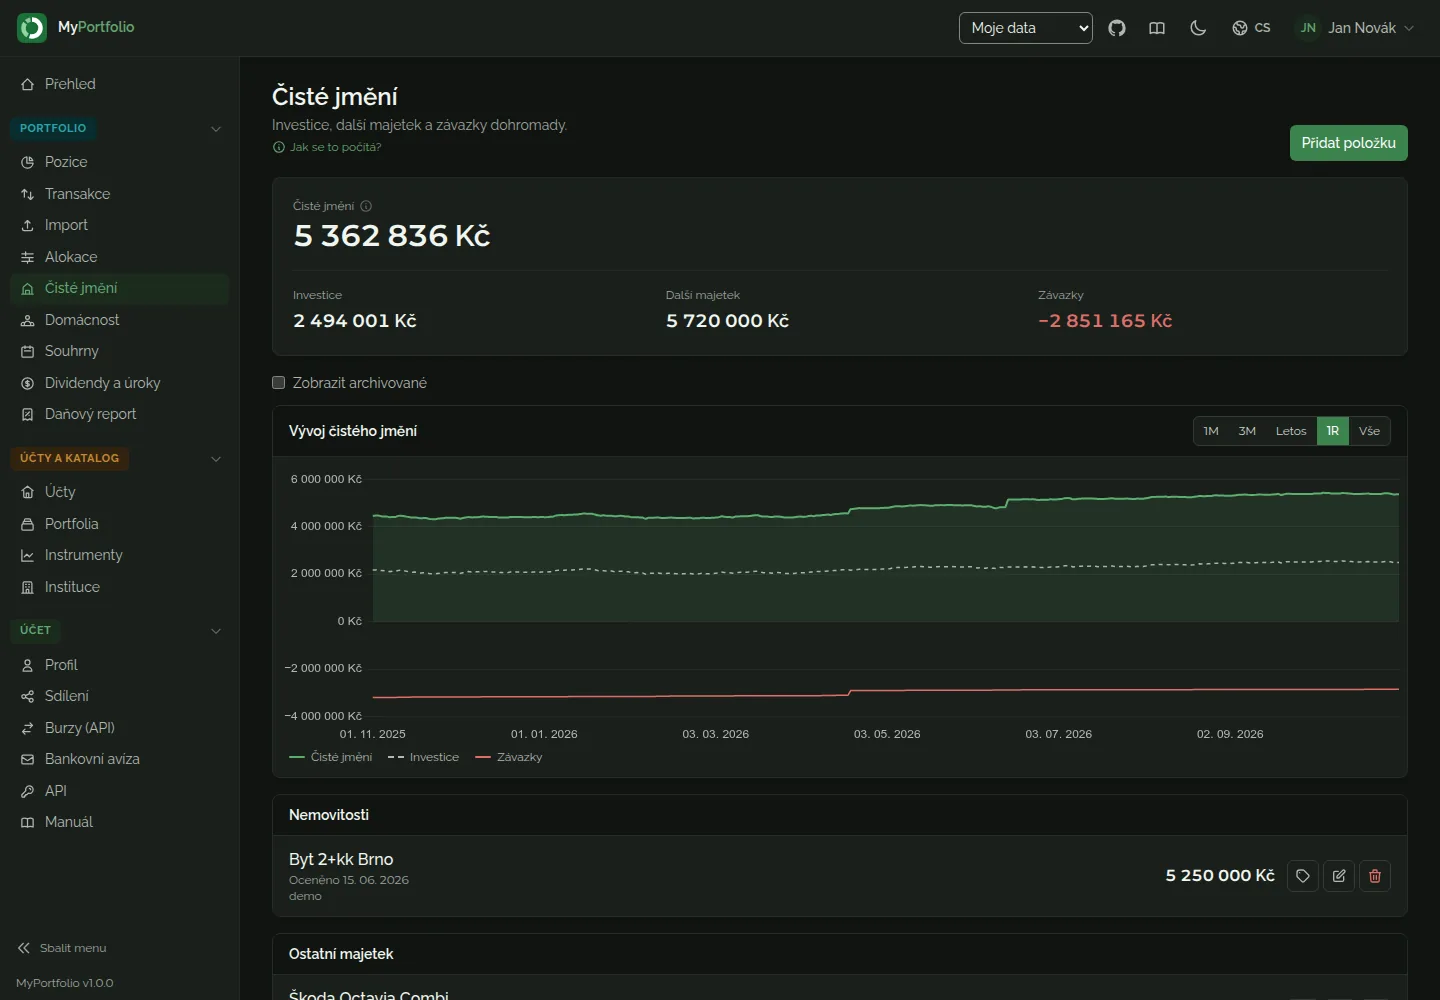 MyPortfolio
Moje data
CS
JN
Jan Novák
Přehled
PORTFOLIO
Pozice
Transakce
Import
Alokace
Čisté jmění
Domácnost
Souhrny
Dividendy a úroky
Daňový report
ÚČTY A KATALOG
Účty
Portfolia
Instrumenty
Instituce
ÚČET
Profil
Sdílení
Burzy (API)
Bankovní avíza
API
Manuál
Sbalit menu
MyPortfolio v1.0.0
Čisté jmění
Investice, další majetek a závazky dohromady.
Jak se to počítá?
Přidat položku
Čisté jmění
5 362 836 Kč
Investice
2 494 001 Kč
Další majetek
5 720 000 Kč
Závazky
−2 851 165 Kč
Zobrazit archivované
Vývoj čistého jmění
1M 3M Letos 1R Vše
6 000 000 Kč
4 000 000 Kč
2 000 000 Kč
0 Kč
−2 000 000 Kč
−4 000 000 Kč
01. 11. 2025 01. 01. 2026 03. 03. 2026 03. 05. 2026 03. 07. 2026 02. 09. 2026
Čisté jmění Investice Závazky
Nemovitosti
Byt 2+kk Brno
Oceněno 15. 06. 2026
demo
5 250 000 Kč
Ostatní majetek
Škoda Octavia Combi